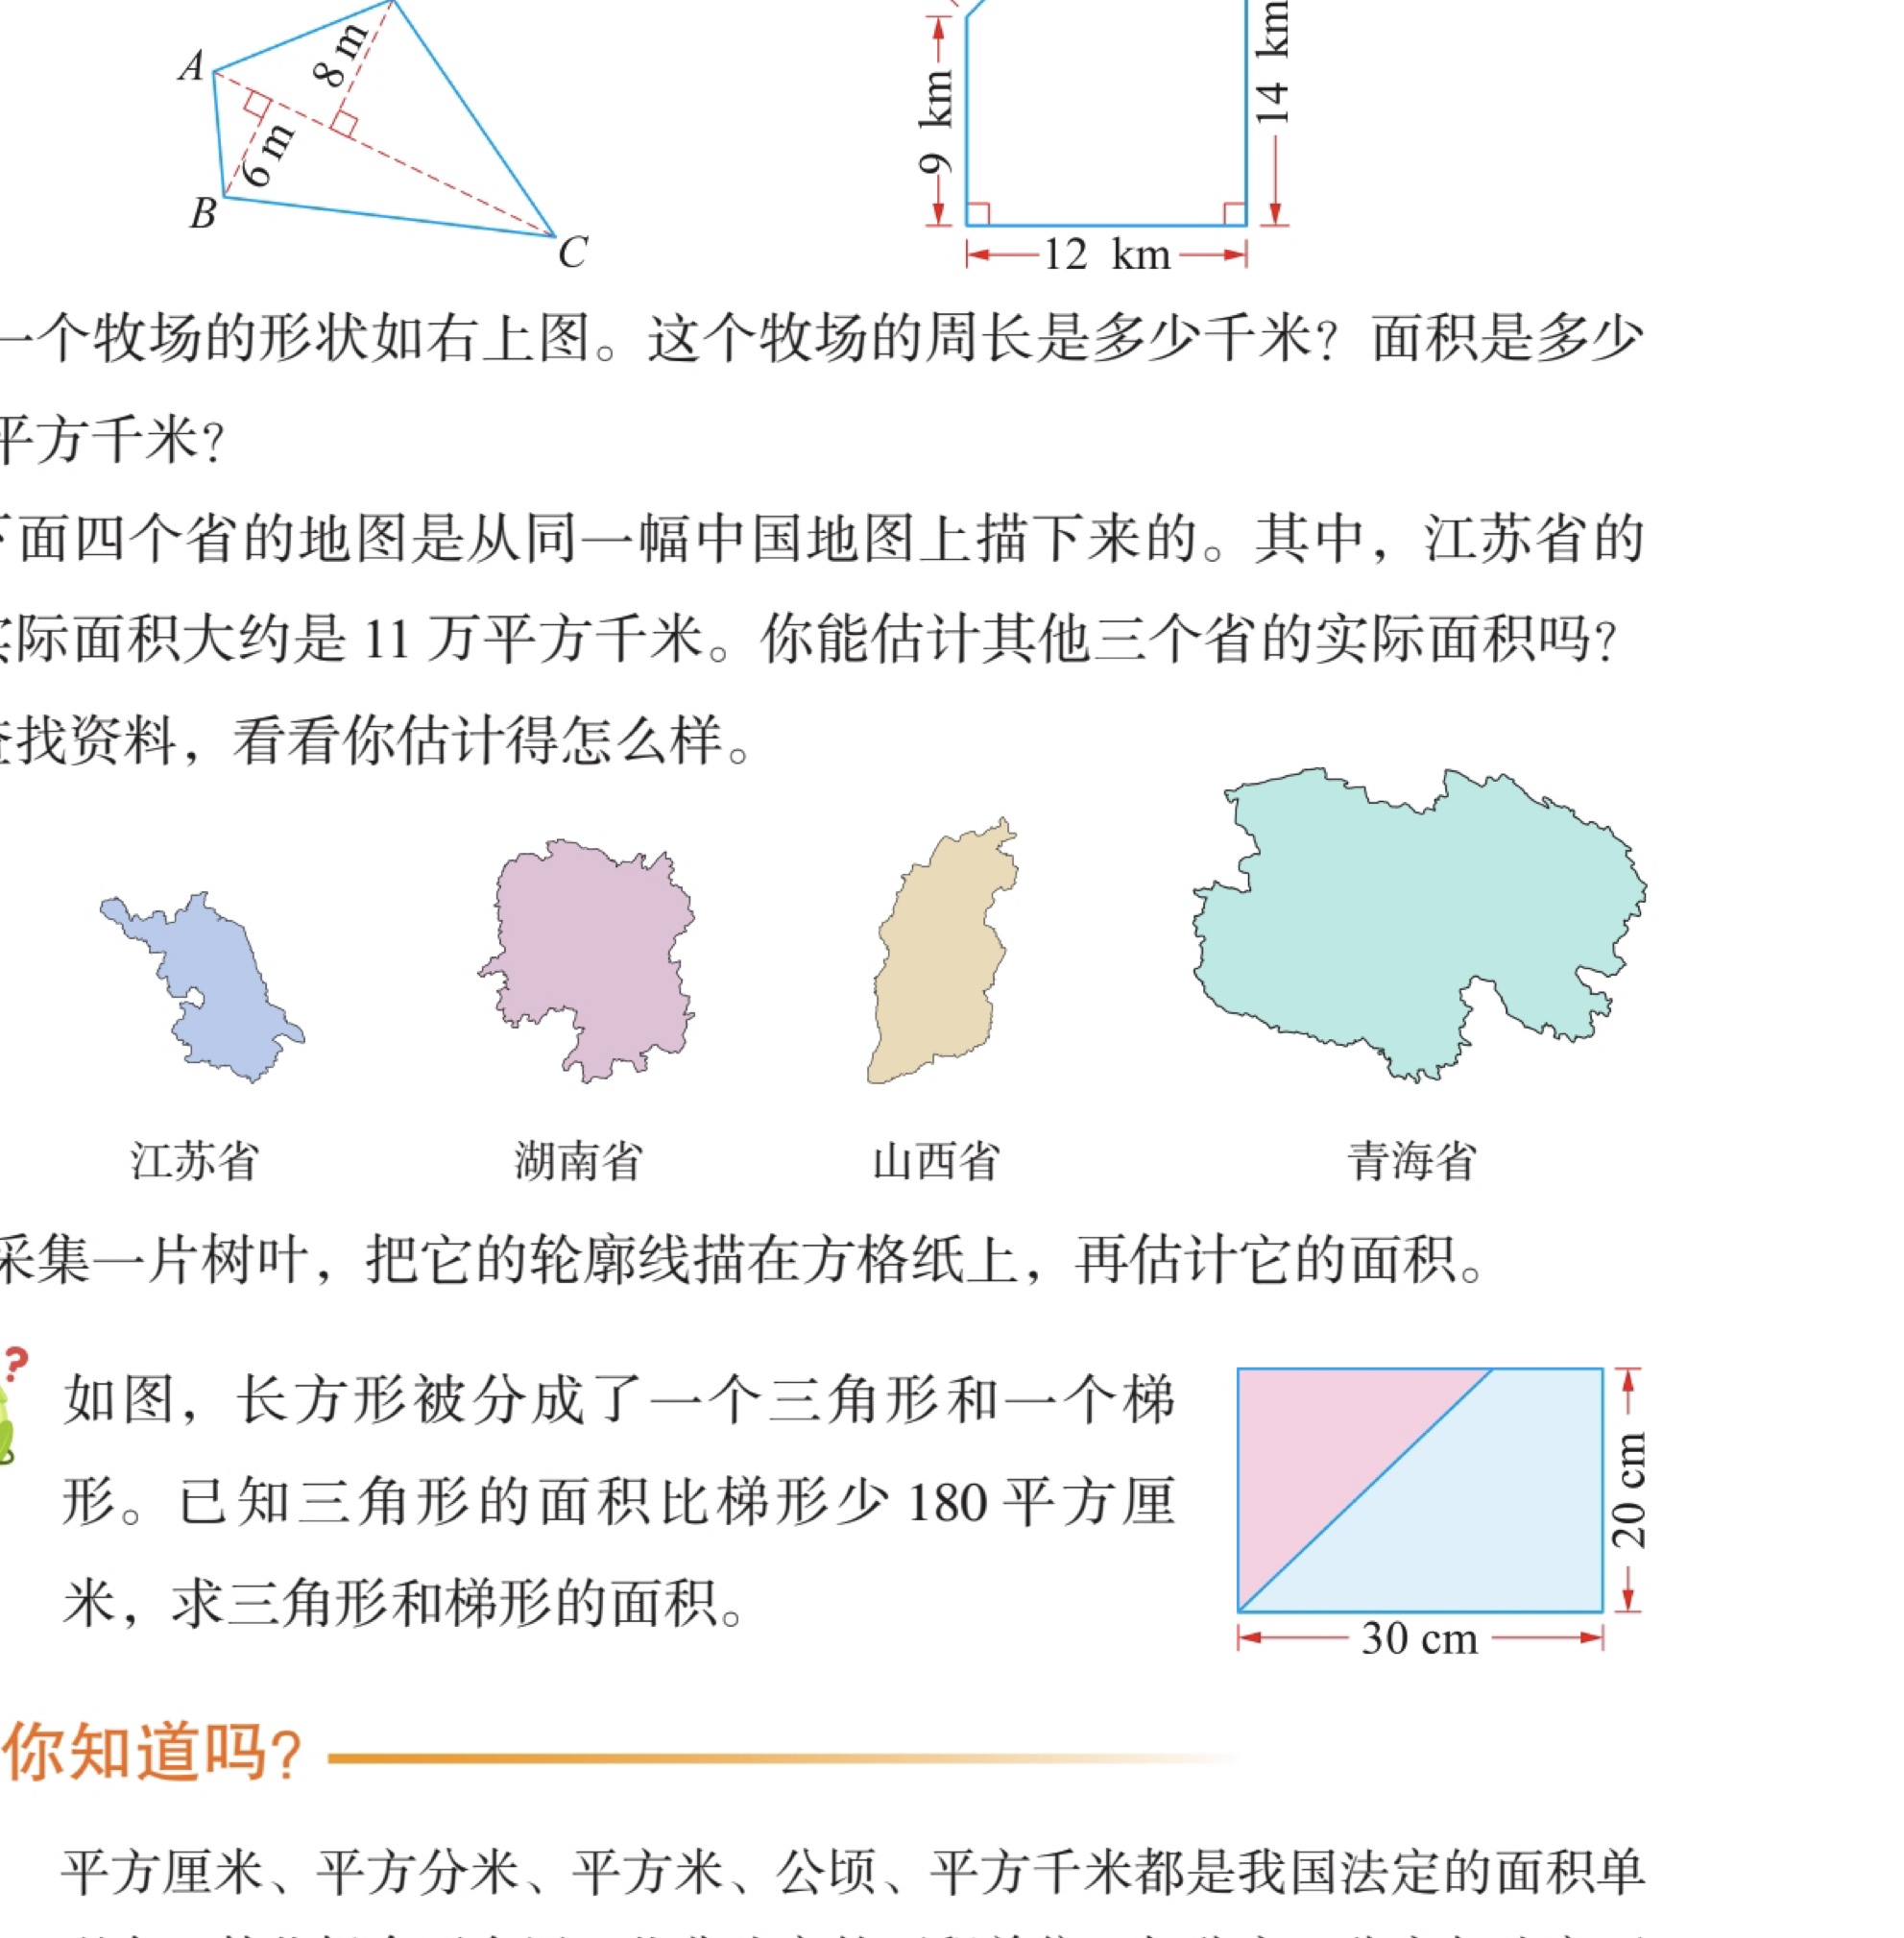 A
8 m
6 m
B
C
9 km
14 km
12 km
一个牧场的形状如右上图。这个牧场的周长是多少千米？面积是多少
平方千米？
下面四个省的地图是从同一幅中国地图上描下来的。其中，江苏省的
实际面积大约是 11 万平方千米。你能估计其他三个省的实际面积吗？
查找资料，看看你估计得怎么样。
江苏省 湖南省 山西省 青海省
采集一片树叶，把它的轮廓线描在方格纸上，再估计它的面积。
?
如图，长方形被分成了一个三角形和一个梯
形。已知三角形的面积比梯形少 180 平方厘
米，求三角形和梯形的面积。
20 cm
30 cm
你知道吗？
平方厘米、平方分米、平方米、公顷、平方千米都是我国法定的面积单